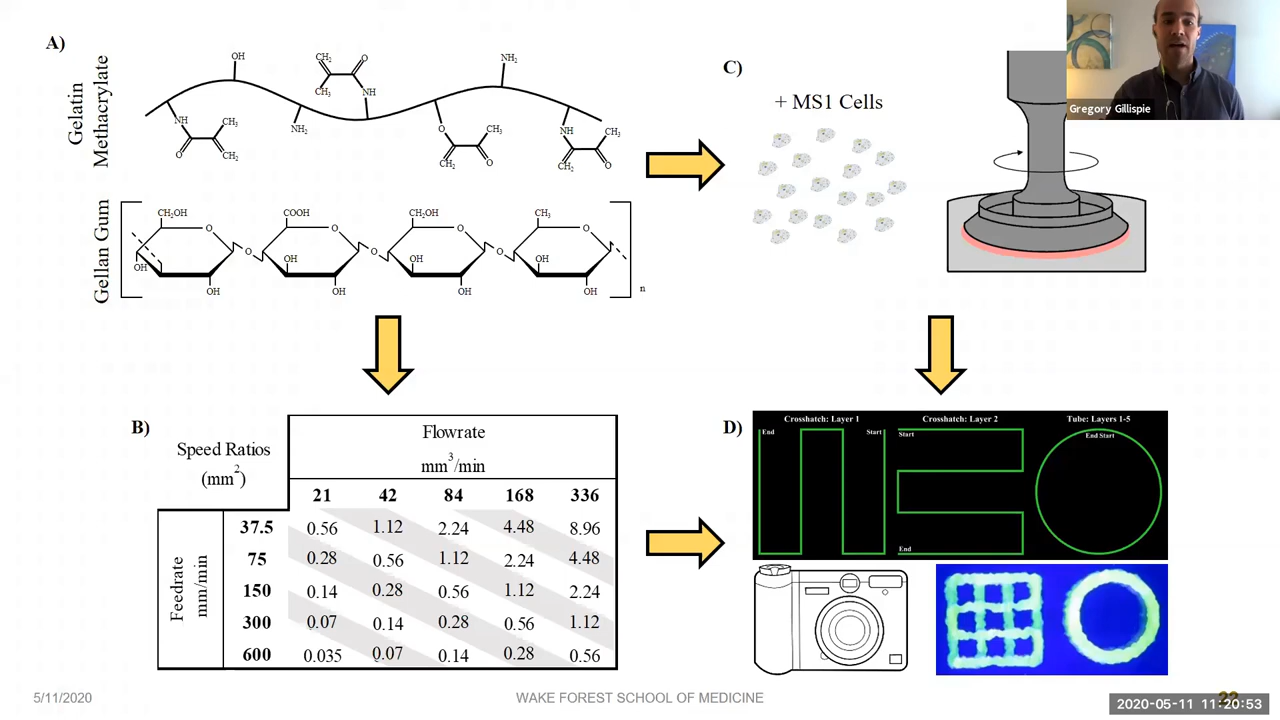 A)
Gelatin
Methacrylate
OH
CH₂
O
CH₃
NH
NH₂
NH
CH₃
O
CH₂
NH₂
O
CH₃
CH₂
O
NH
CH₃
CH₂
O
Gellan Gum
CH₂OH
COOH
CH₂OH
CH₃
O
O
O
O
O
O
O
OH
OH
OH
OH
OH
OH
OH
OH
n
C)
+ MS1 Cells
Gregory Gillispie
B)
Speed Ratios
(mm²)
Flowrate
mm³/min
21 42 84 168 336
Feedrate
mm/min
37.5 0.56 1.12 2.24 4.48 8.96
75 0.28 0.56 1.12 2.24 4.48
150 0.14 0.28 0.56 1.12 2.24
300 0.07 0.14 0.28 0.56 1.12
600 0.035 0.07 0.14 0.28 0.56
D)
Crosshatch: Layer 1
Crosshatch: Layer 2
Tube: Layers 1-5
End
Start
Start
End
End Start
5/11/2020
WAKE FOREST SCHOOL OF MEDICINE
22
2020-05-11 11:20:53